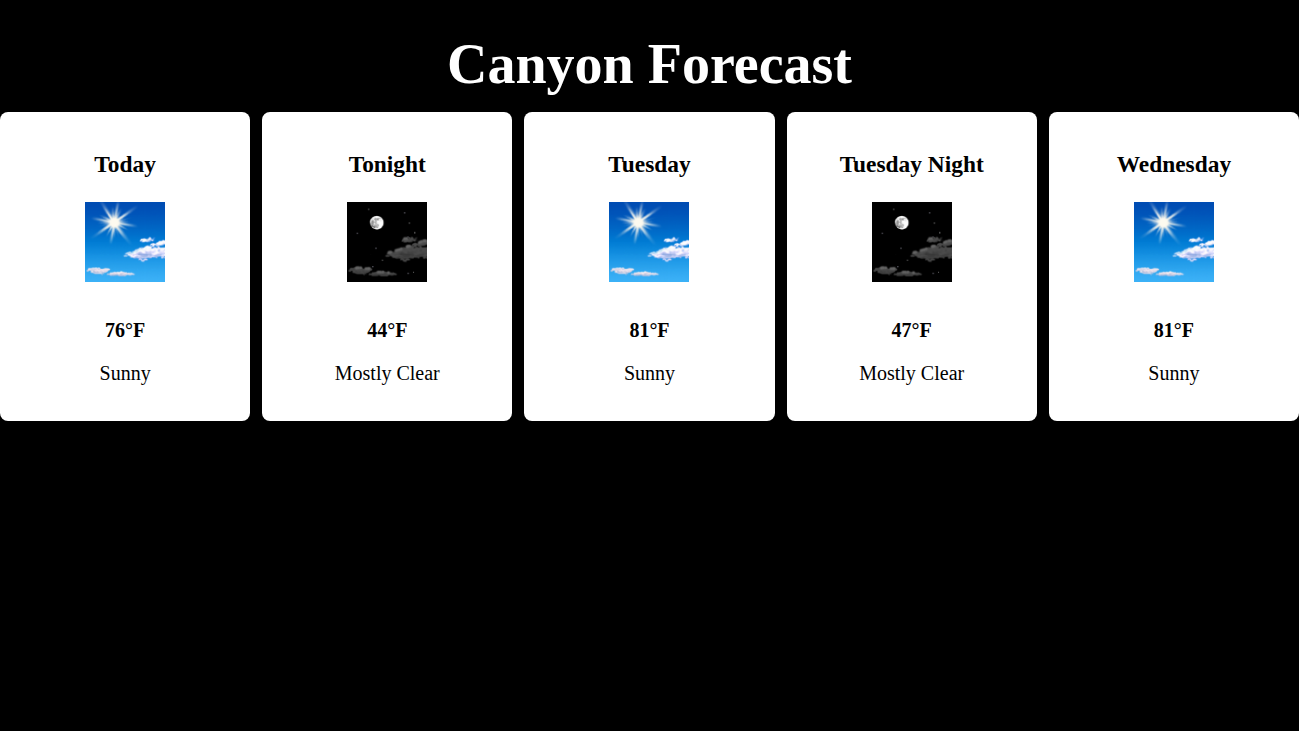 Canyon Forecast
Today
76°F
Sunny
Tonight
44°F
Mostly Clear
Tuesday
81°F
Sunny
Tuesday Night
47°F
Mostly Clear
Wednesday
81°F
Sunny